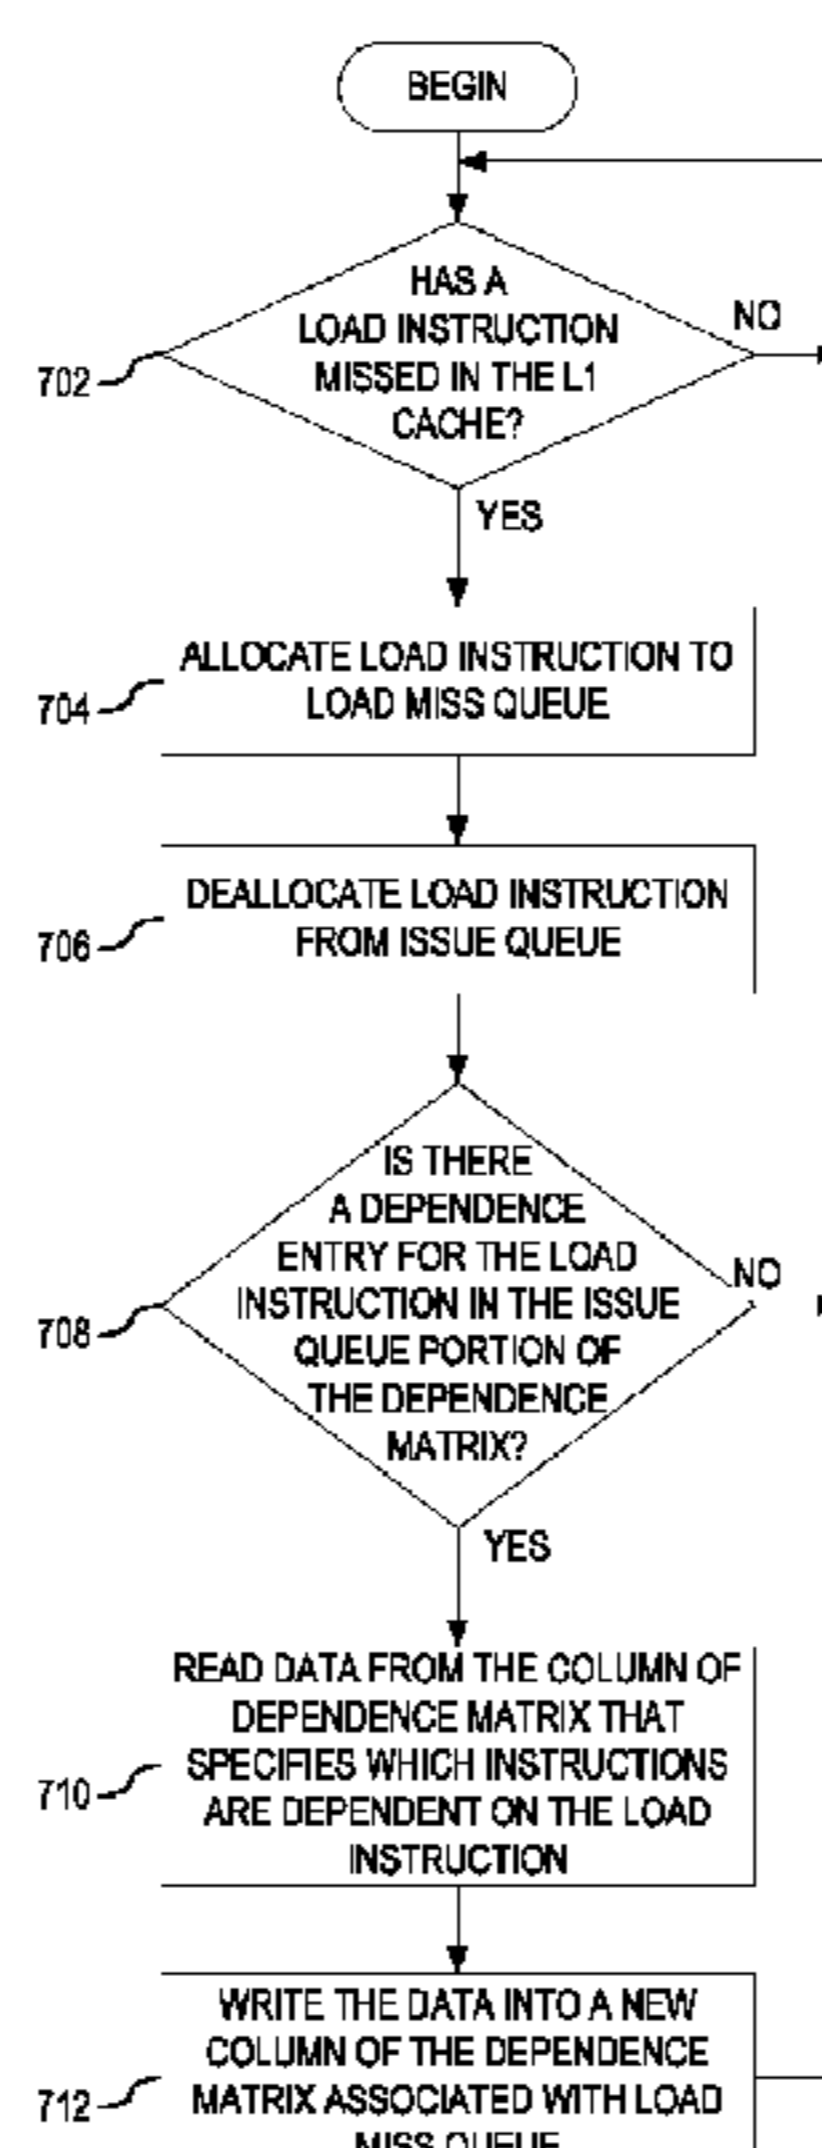 BEGIN
HAS A
LOAD INSTRUCTION
MISSED IN THE L1
CACHE?
NO
702
YES
ALLOCATE LOAD INSTRUCTION TO
LOAD MISS QUEUE
704
DEALLOCATE LOAD INSTRUCTION
FROM ISSUE QUEUE
706
IS THERE
A DEPENDENCE
ENTRY FOR THE LOAD
INSTRUCTION IN THE ISSUE
QUEUE PORTION OF
THE DEPENDENCE
MATRIX?
NO
708
YES
READ DATA FROM THE COLUMN OF
DEPENDENCE MATRIX THAT
SPECIFIES WHICH INSTRUCTIONS
ARE DEPENDENT ON THE LOAD
INSTRUCTION
710
WRITE THE DATA INTO A NEW
COLUMN OF THE DEPENDENCE
MATRIX ASSOCIATED WITH LOAD
MISS QUEUE
712